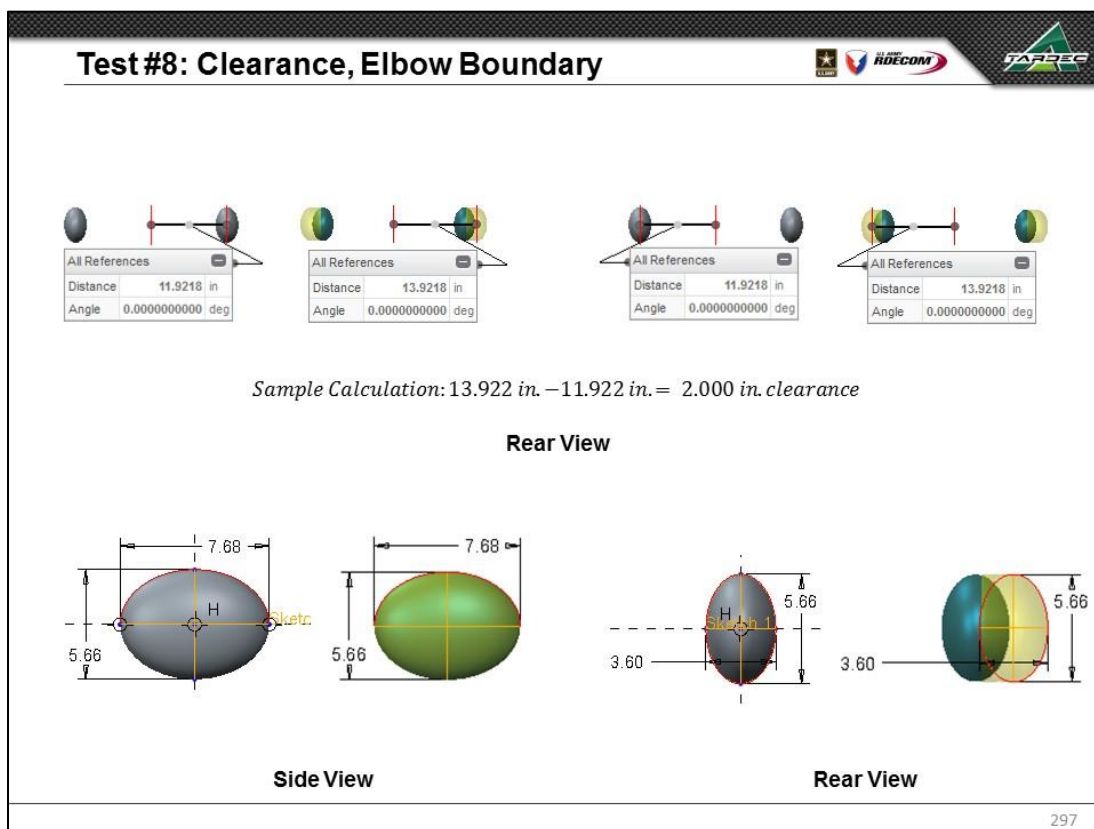 Test #8: Clearance, Elbow Boundary
U.S. ARMY
U.S. ARMY
RDECOM
TARDEC
All References
Distance 11.9218 in
Angle 0.0000000000 deg
All References
Distance 13.9218 in
Angle 0.0000000000 deg
All References
Distance 11.9218 in
Angle 0.0000000000 deg
All References
Distance 13.9218 in
Angle 0.0000000000 deg
Sample Calculation: 13.922 in. −11.922 in. = 2.000 in. clearance
Rear View
7.68
H
Sketc
5.66
7.68
5.66
H
Sketch 1
5.66
3.60
5.66
3.60
Side View
Rear View
297